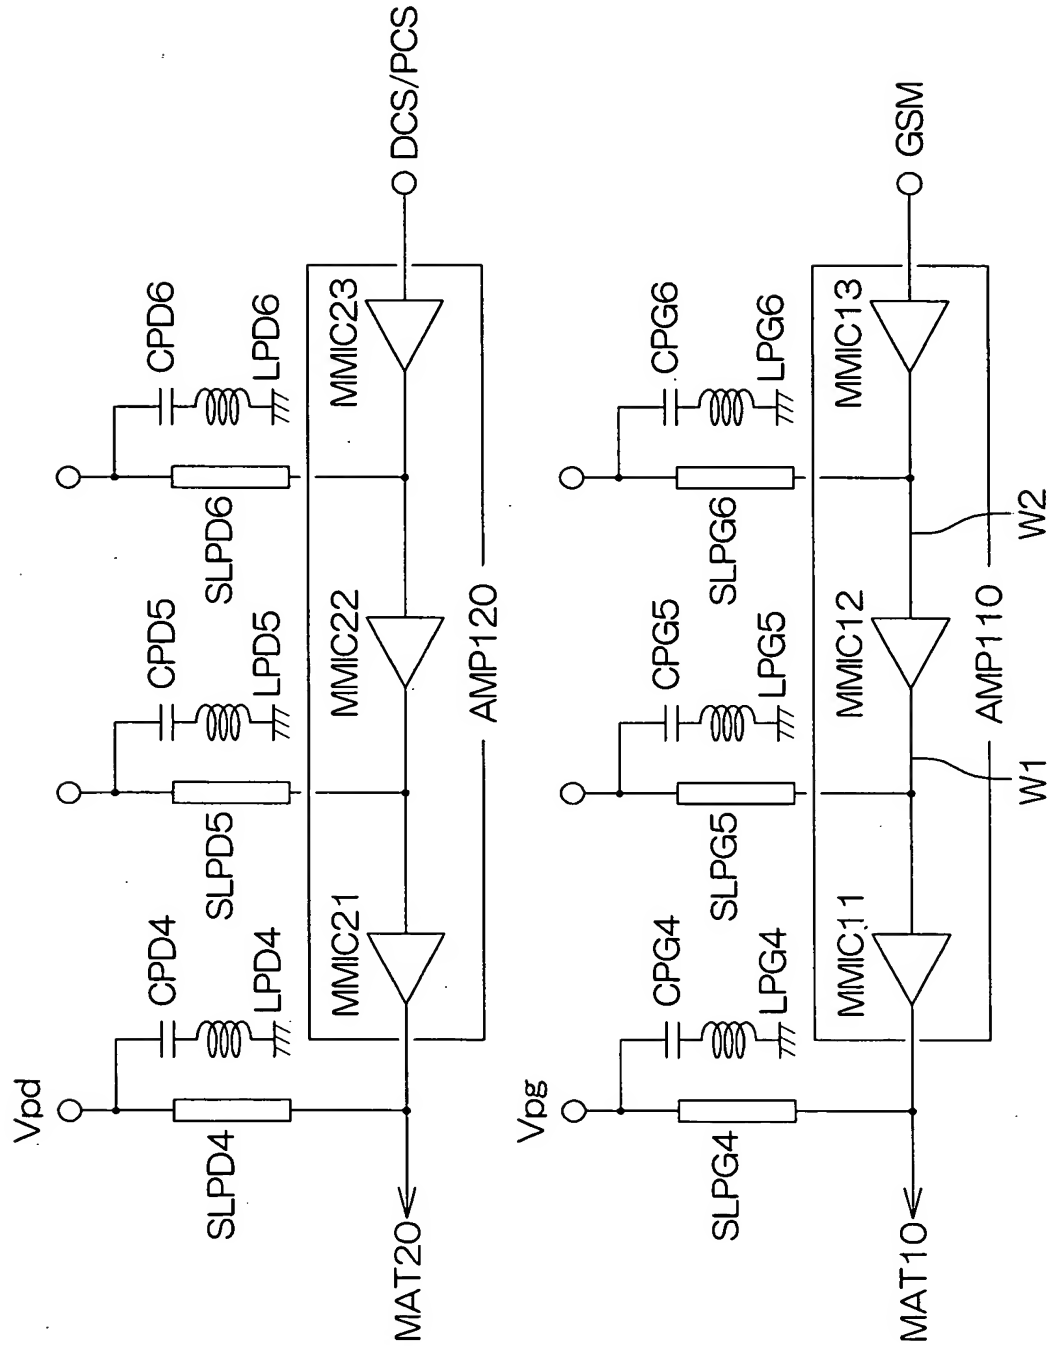 Vpd
CPD4
LPD4
SLPD4
CPD5
LPD5
SLPD5
CPD6
LPD6
SLPD6
MMIC21
MMIC22
MMIC23
MAT20
AMP120
DCS/PCS
Vpg
CPG4
LPG4
SLPG4
CPG5
LPG5
SLPG5
CPG6
LPG6
SLPG6
MMIC11
MMIC12
MMIC13
MAT10
AMP110
GSM
W1
W2